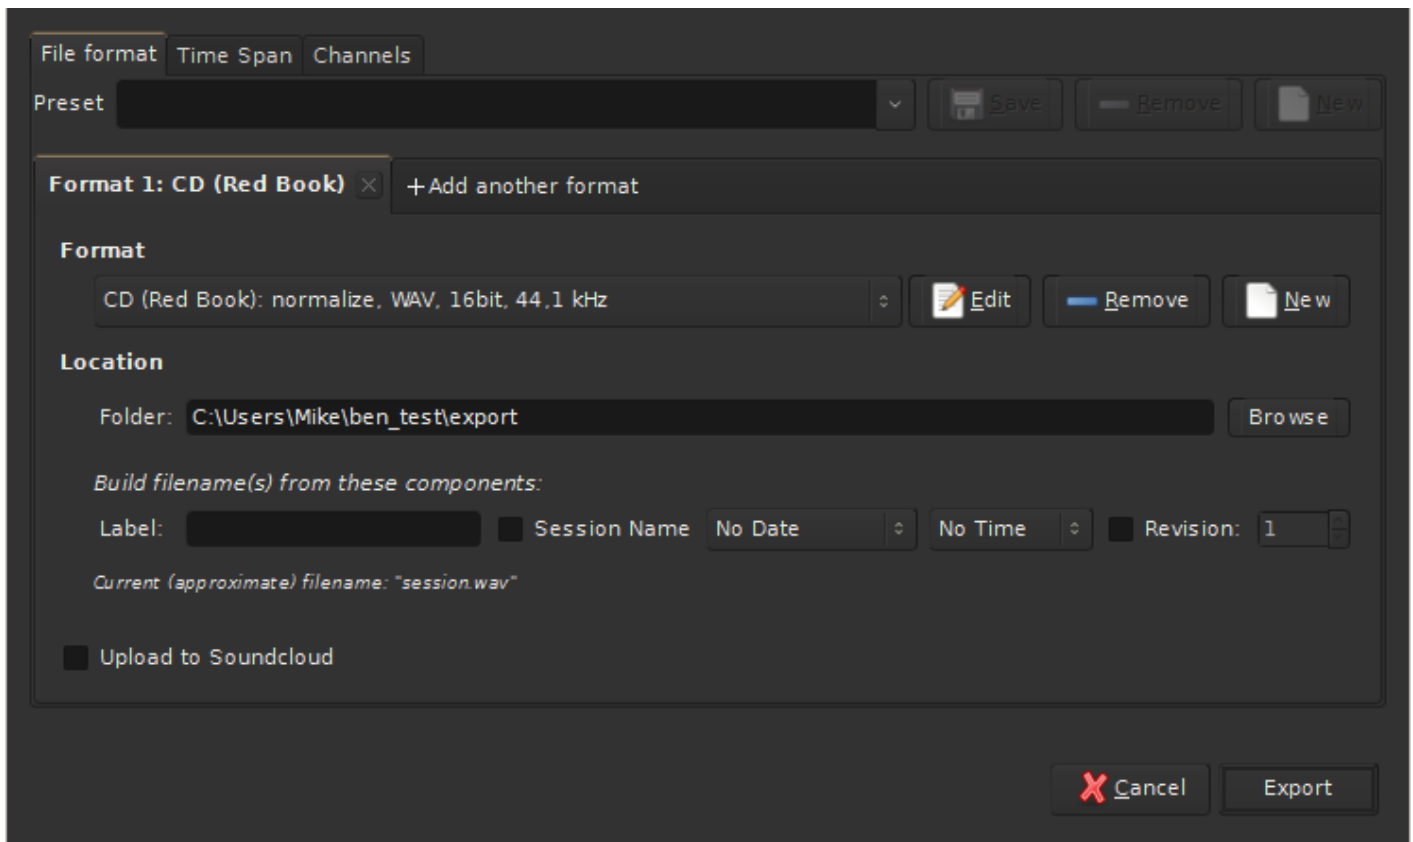 File format Time Span Channels
Preset Save Remove New
Format 1: CD (Red Book) +Add another format
Format
CD (Red Book): normalize, WAV, 16bit, 44,1 kHz Edit Remove New
Location
Folder: C:\Users\Mike\ben_test\export Browse
Build filename(s) from these components:
Label: Session Name No Date No Time Revision: 1
Current (approximate) filename: "session.wav"
Upload to Soundcloud
Cancel Export